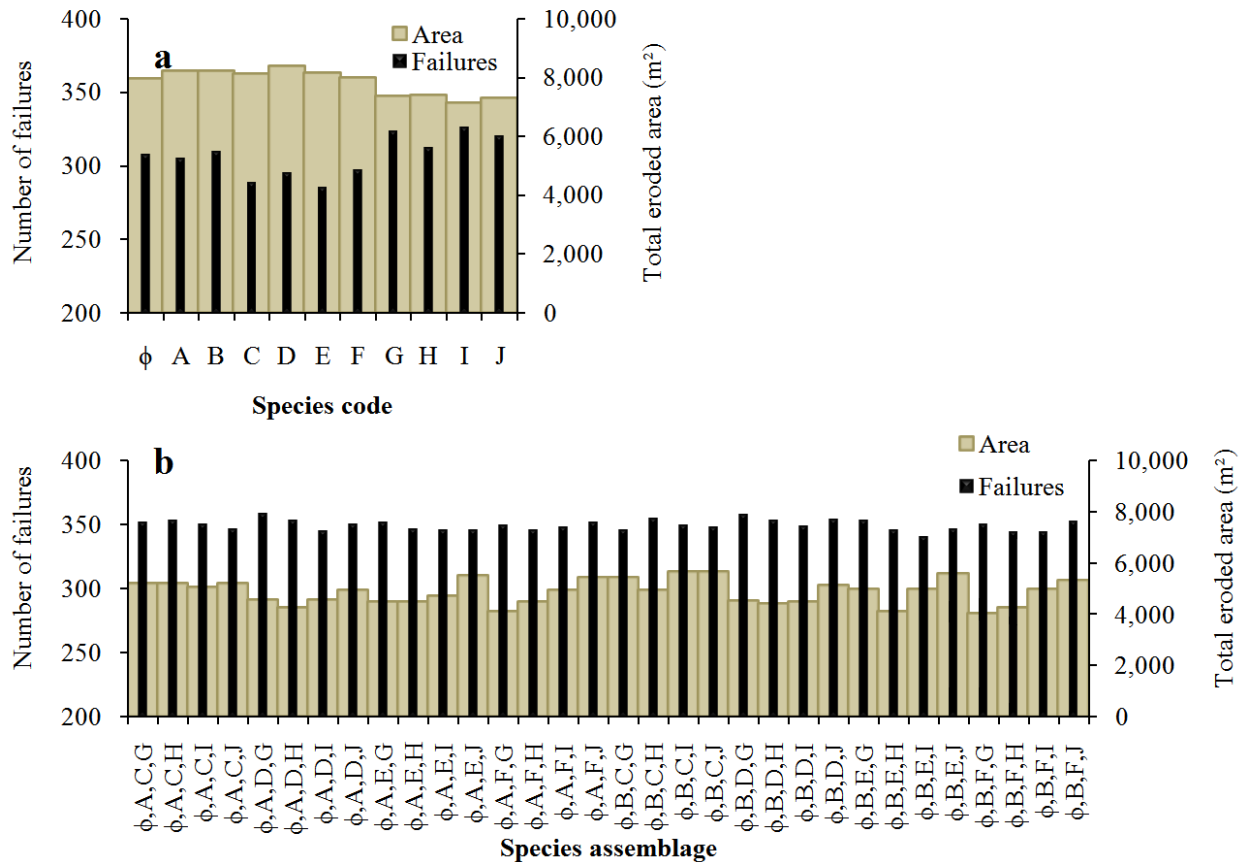 a
Area
Failures
Number of failures
400
350
300
250
200
10,000
8,000
6,000
4,000
2,000
0
Total eroded area (m²)
ϕ A B C D E F G H I J
Species code
b
Area
Failures
Number of failures
400
350
300
250
200
10,000
8,000
6,000
4,000
2,000
0
Total eroded area (m²)
ϕ,A,C,G
ϕ,A,C,H
ϕ,A,C,I
ϕ,A,C,J
ϕ,A,D,G
ϕ,A,D,H
ϕ,A,D,I
ϕ,A,D,J
ϕ,A,E,G
ϕ,A,E,H
ϕ,A,E,I
ϕ,A,E,J
ϕ,A,F,G
ϕ,A,F,H
ϕ,A,F,I
ϕ,A,F,J
ϕ,B,C,G
ϕ,B,C,H
ϕ,B,C,I
ϕ,B,C,J
ϕ,B,D,G
ϕ,B,D,H
ϕ,B,D,I
ϕ,B,D,J
ϕ,B,E,G
ϕ,B,E,H
ϕ,B,E,I
ϕ,B,E,J
ϕ,B,F,G
ϕ,B,F,H
ϕ,B,F,I
ϕ,B,F,J
Species assemblage